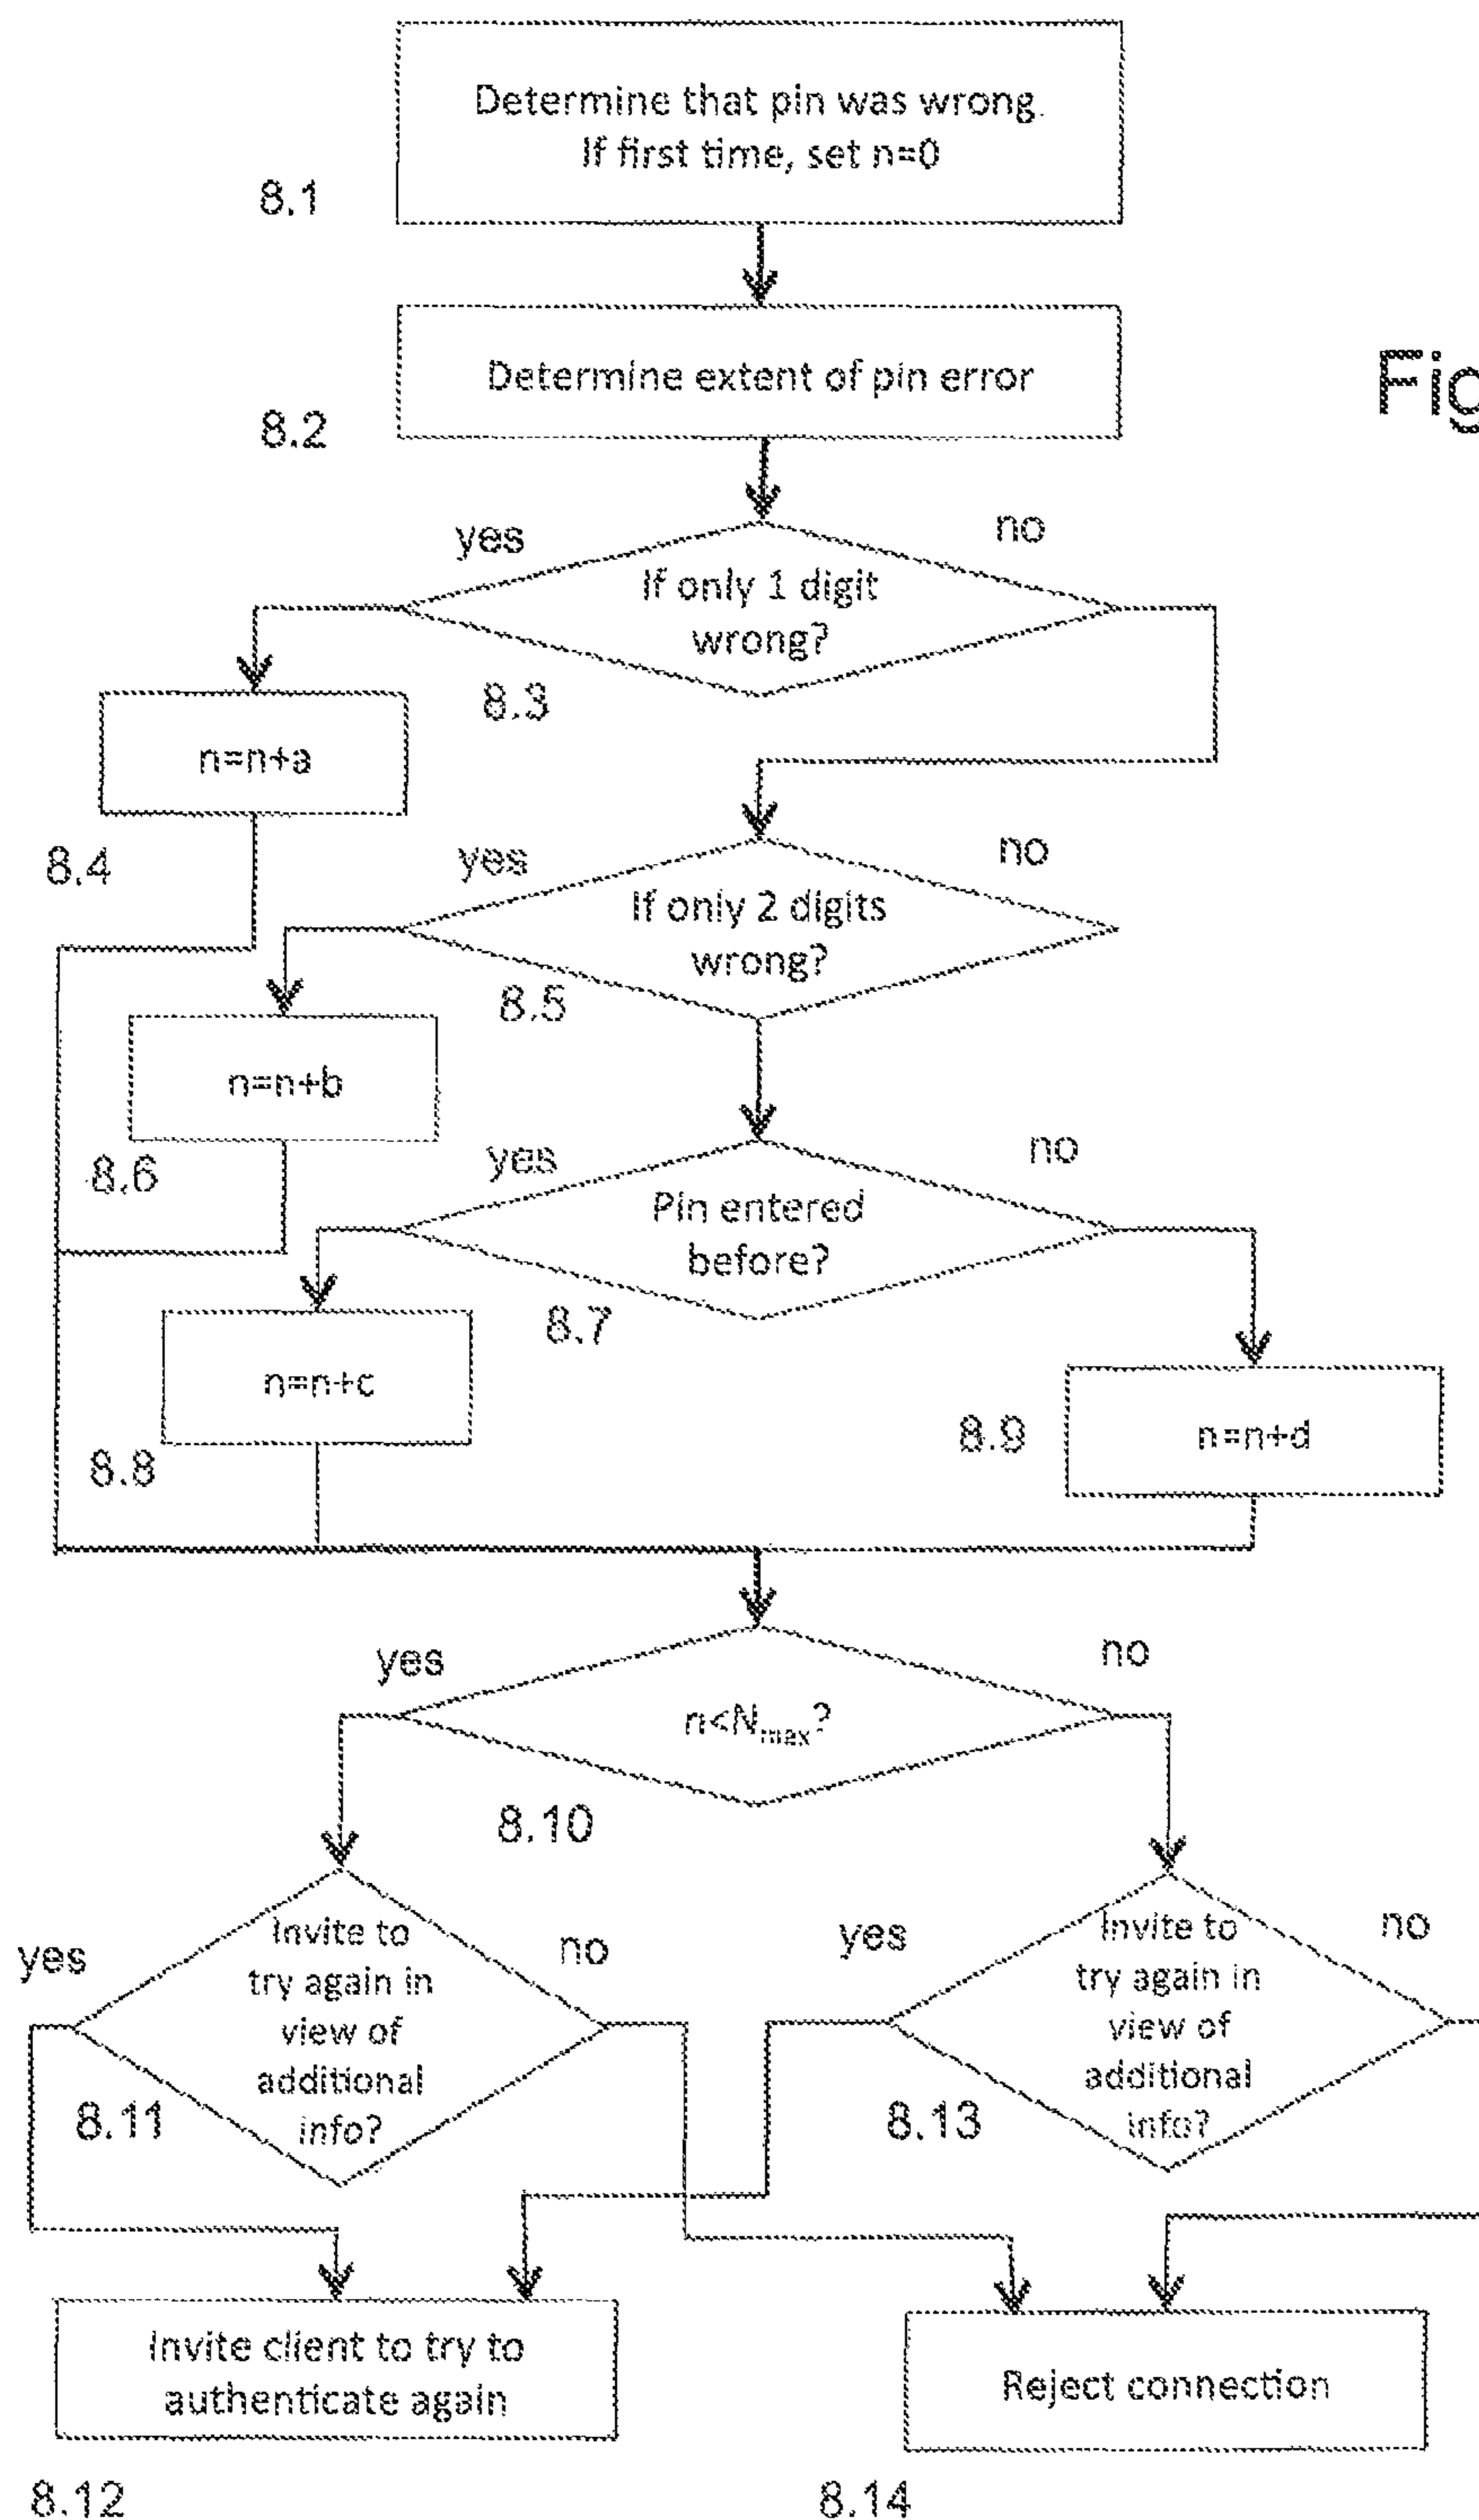 Determine that pin was wrong.
If first time, set n=0
8.1
Determine extent of pin error
8.2
Fig
yes
no
If only 1 digit
wrong?
8.3
n=n+a
8.4
yes
no
If only 2 digits
wrong?
8.5
n=n+b
8.6
yes
no
Pin entered
before?
8.7
n=n+c
8.8
8.9
n=n+d
yes
no
n<Nmax?
8.10
yes
Invite to
try again in
view of
additional
info?
no
8.11
yes
Invite to
try again in
view of
additional
info?
no
8.13
Invite client to try to
authenticate again
8.12
Reject connection
8.14